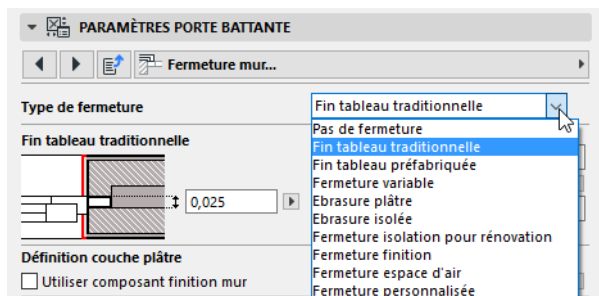 PARAMÈTRES PORTE BATTANTE
Fermeture mur...
Type de fermeture
Fin tableau traditionnelle
Pas de fermeture
Fin tableau traditionnelle
Fin tableau traditionnelle
Fin tableau préfabriquée
Fermeture variable
0,025
Ebrasure plâtre
Ebrasure isolée
Fermeture isolation pour rénovation
Définition couche plâtre
Fermeture finition
Fermeture espace d'air
Utiliser composant finition mur
Fermeture personnalisée